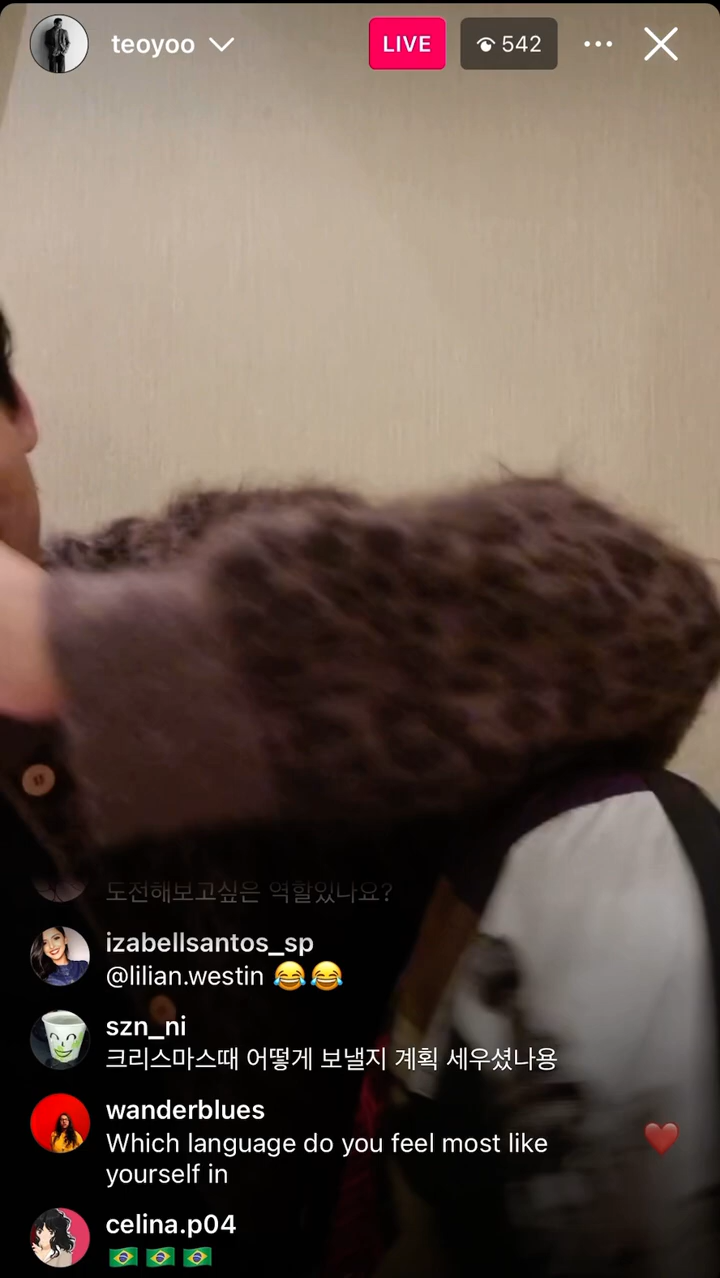 teoyoo
LIVE
542
도전해보고싶은 역할있나요?
izabellsantos_sp
@lilian.westin 😂😂
szn_ni
크리스마스때 어떻게 보낼지 계획 세우셨나용
wanderblues
Which language do you feel most like
yourself in
celina.p04
🇧🇷 🇧🇷 🇧🇷